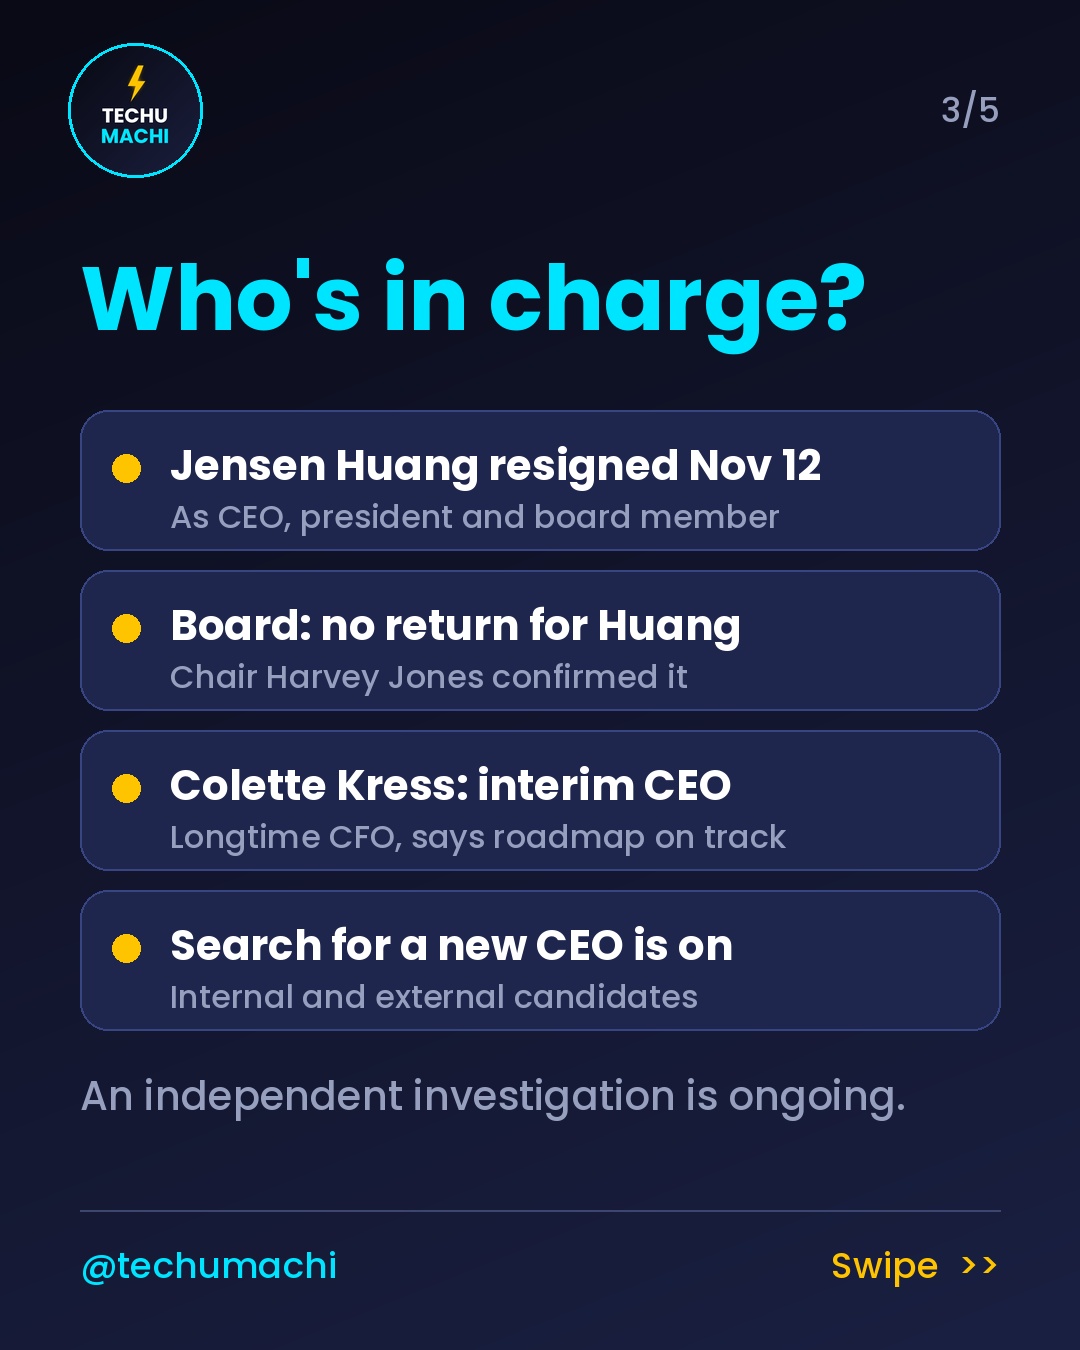 TECHU
MACHI
3/5
Who's in charge?
Jensen Huang resigned Nov 12
As CEO, president and board member
Board: no return for Huang
Chair Harvey Jones confirmed it
Colette Kress: interim CEO
Longtime CFO, says roadmap on track
Search for a new CEO is on
Internal and external candidates
An independent investigation is ongoing.
@techumachi
Swipe >>